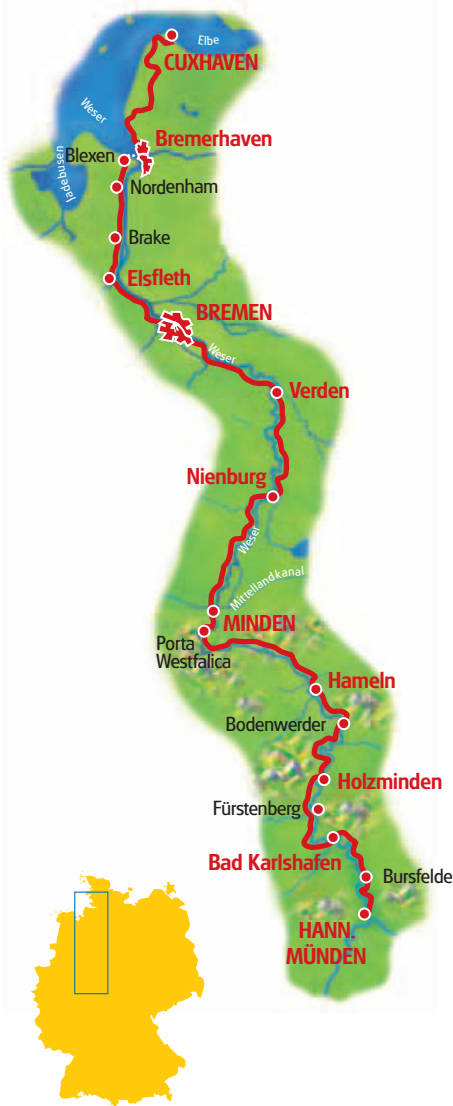 Elbe
CUXHAVEN
Weser
Bremerhaven
Blexen
Jadebusen
Nordenham
Brake
Elsfleth
BREMEN
Weser
Verden
Nienburg
Weser
Mittellandkanal
MINDEN
Porta
Westfalica
Hameln
Bodenwerder
Holzminden
Fürstenberg
Bad Karlshafen
Bursfelde
HANN.
MÜNDEN